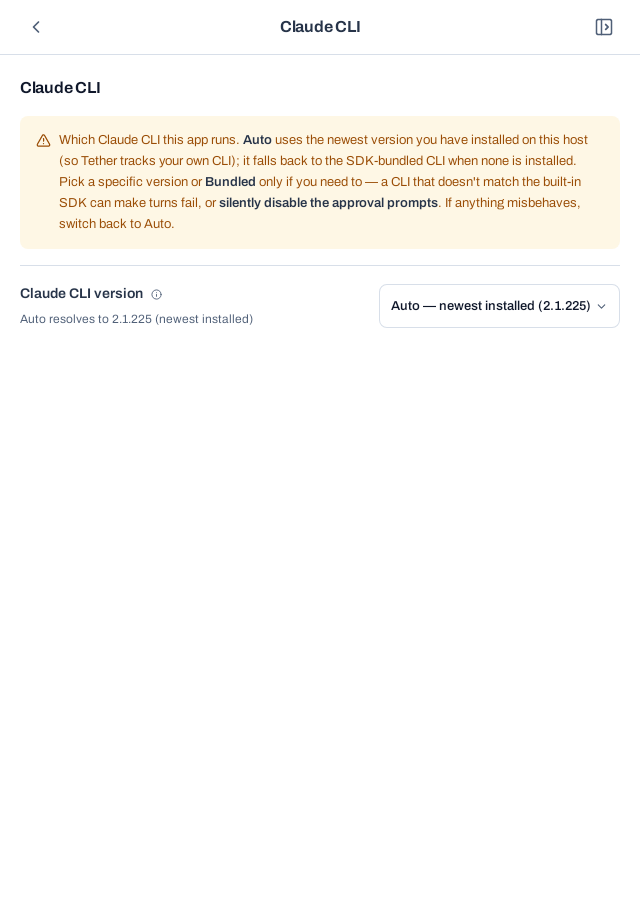 Claude CLI
Claude CLI
Which Claude CLI this app runs. Auto uses the newest version you have installed on this host
(so Tether tracks your own CLI); it falls back to the SDK-bundled CLI when none is installed.
Pick a specific version or Bundled only if you need to — a CLI that doesn't match the built-in
SDK can make turns fail, or silently disable the approval prompts. If anything misbehaves,
switch back to Auto.
Claude CLI version
Auto — newest installed (2.1.225)
Auto resolves to 2.1.225 (newest installed)